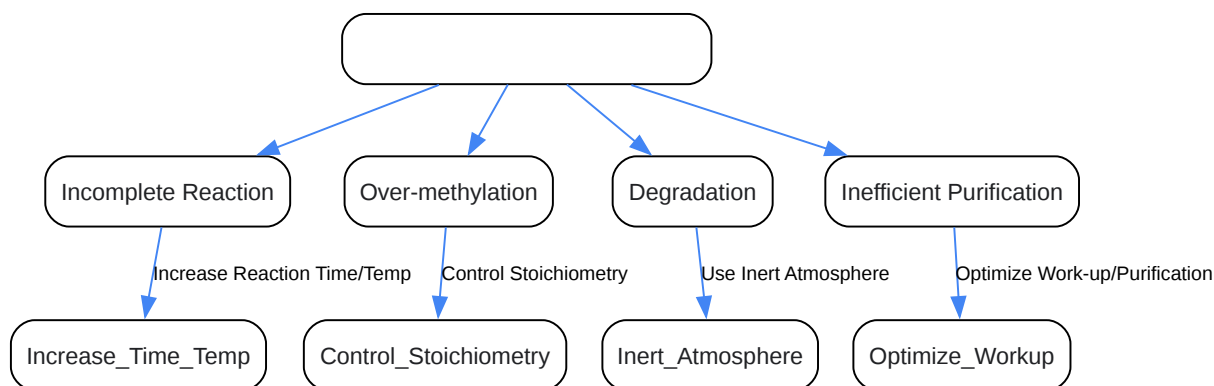 Incomplete Reaction
Over-methylation
Degradation
Inefficient Purification
Increase Reaction Time/Temp
Control Stoichiometry
Use Inert Atmosphere
Optimize Work-up/Purification
Increase_Time_Temp
Control_Stoichiometry
Inert_Atmosphere
Optimize_Workup